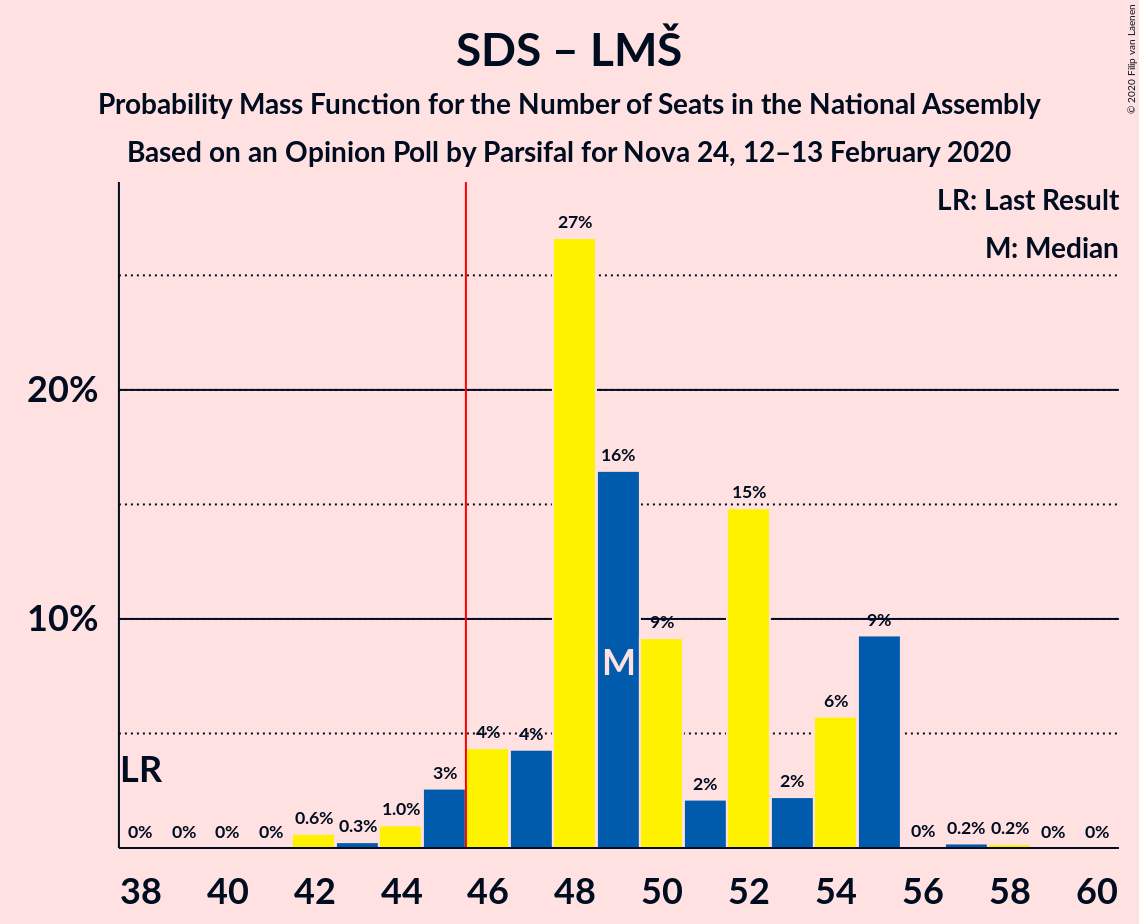 SDS – LMŠ
Probability Mass Function for the Number of Seats in the National Assembly
Based on an Opinion Poll by Parsifal for Nova 24, 12–13 February 2020
© 2020 Filip van Laenen
LR: Last Result
M: Median
20%
10%
LR
M
0% 0% 0% 0% 0.6% 0.3% 1.0% 3% 4% 4% 27% 16% 9% 2% 15% 2% 6% 9% 0% 0.2% 0.2% 0% 0%
38 40 42 44 46 48 50 52 54 56 58 60